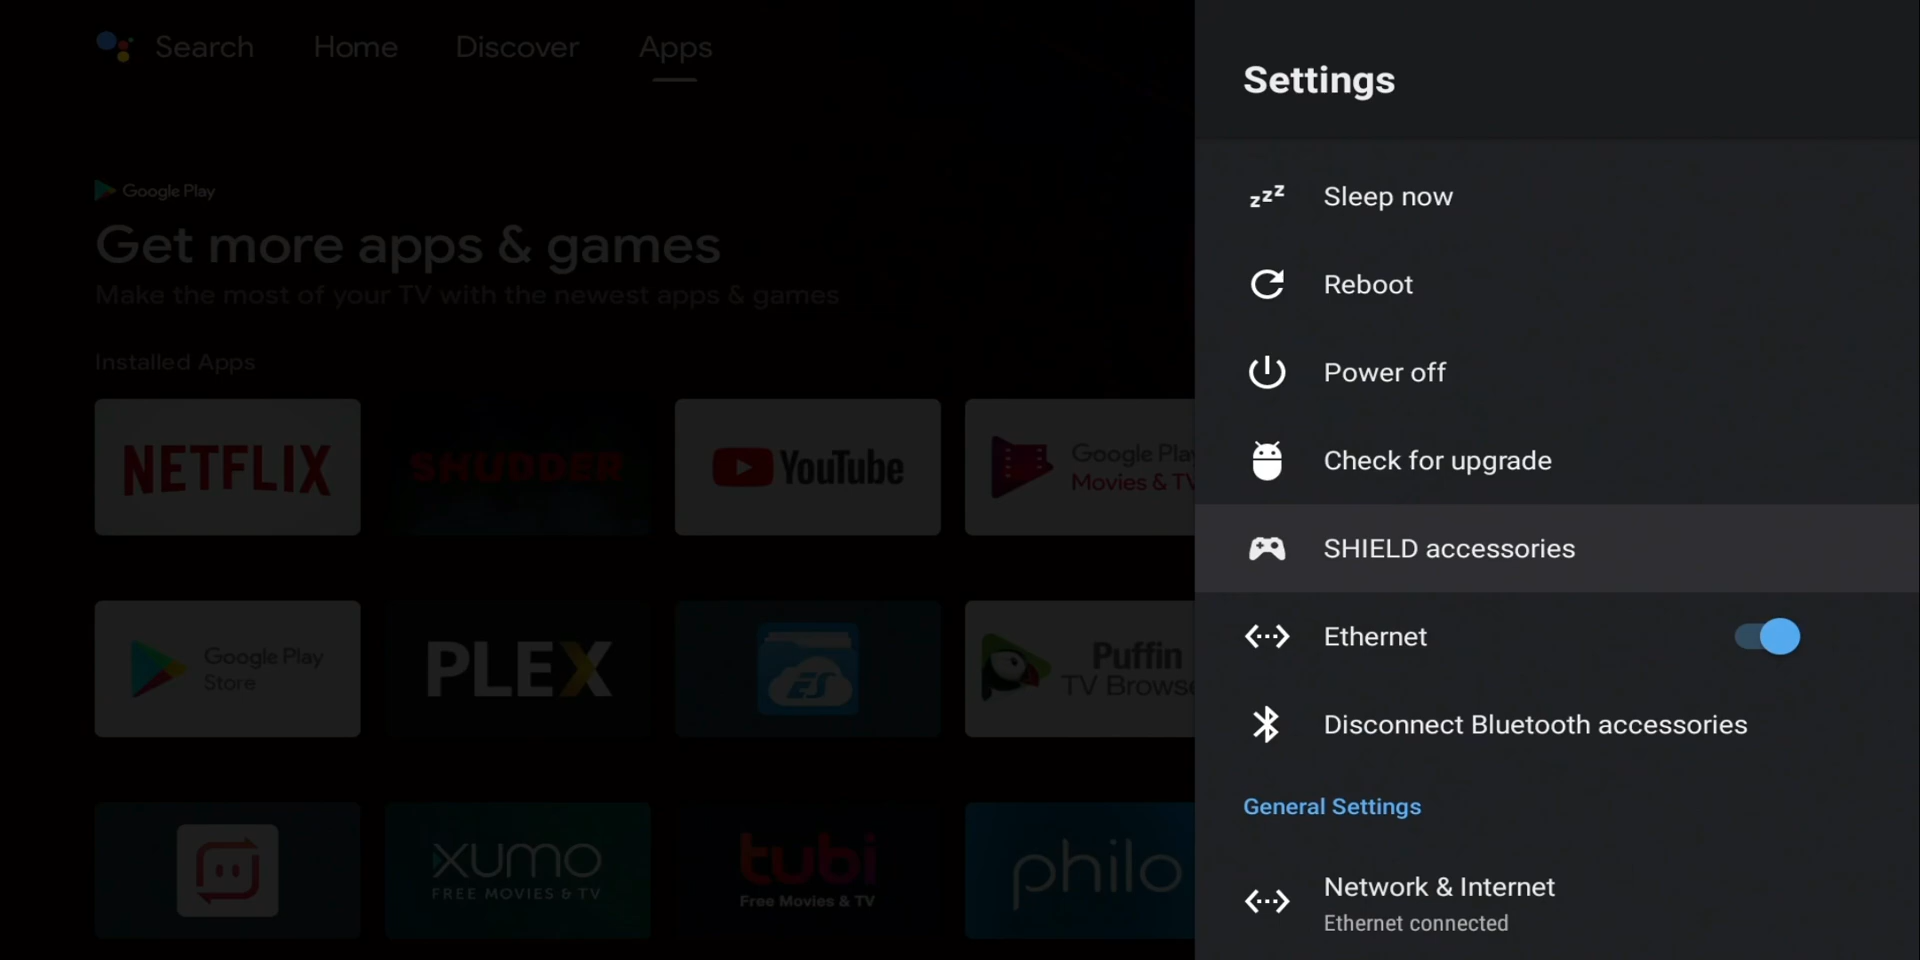 Search
Home
Discover
Apps
Google Play
Get more apps & games
Make the most of your TV with the newest apps & games
Installed Apps
NETFLIX
SHUDDER
YouTube
Google Play
Movies & TV
Google Play
Store
PLEX
ES
Puffin
TV Browse
xumo
FREE MOVIES & TV
tubi
Free Movies & TV
philo
Settings
zzz
Sleep now
Reboot
Power off
Check for upgrade
SHIELD accessories
Ethernet
Disconnect Bluetooth accessories
General Settings
Network & Internet
Ethernet connected